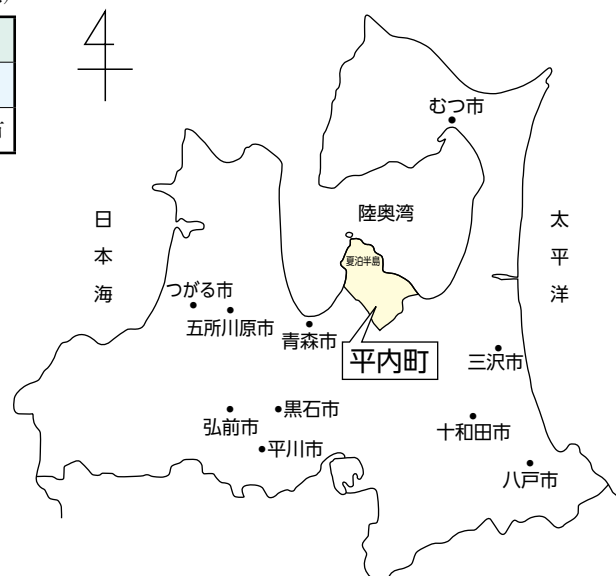 むつ市
陸奥湾
日本海
太平洋
夏泊半島
つがる市
五所川原市
青森市
平内町
三沢市
黒石市
弘前市
十和田市
平川市
八戸市